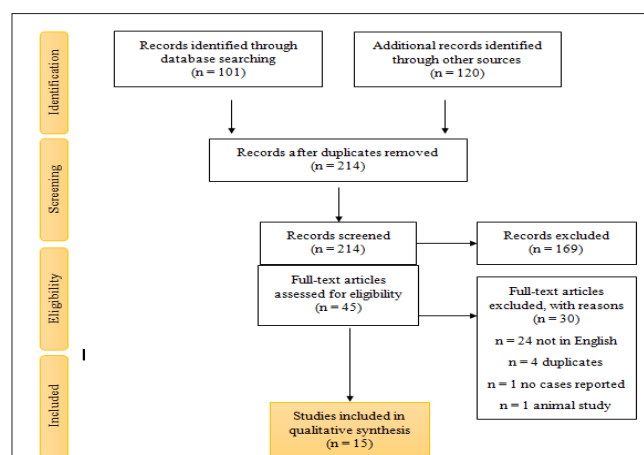 Identification
Records identified through
database searching
(n = 101)
Additional records identified
through other sources
(n = 120)
Screening
Records after duplicates removed
(n = 214)
Records screened
(n = 214)
Records excluded
(n = 169)
Eligibility
Full-text articles
assessed for eligibility
(n = 45)
Full-text articles
excluded, with reasons
(n = 30)
n = 24 not in English
n = 4 duplicates
n = 1 no cases reported
n = 1 animal study
Included
Studies included in
qualitative synthesis
(n = 15)